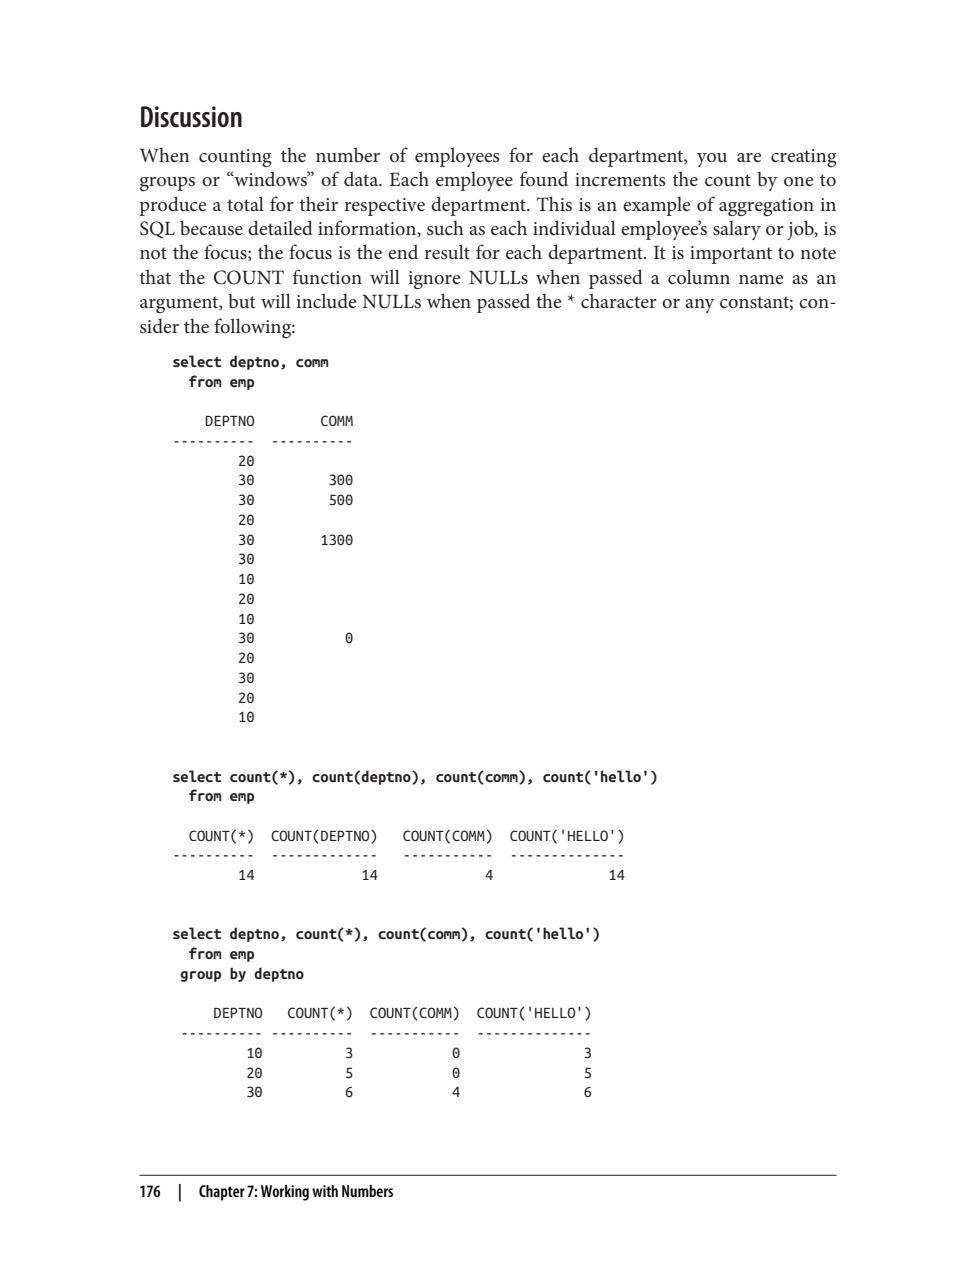 Discussion
When counting the number of employees for each department, you are creating
groups or “windows” of data. Each employee found increments the count by one to
produce a total for their respective department. This is an example of aggregation in
SQL because detailed information, such as each individual employee’s salary or job, is
not the focus; the focus is the end result for each department. It is important to note
that the COUNT function will ignore NULLs when passed a column name as an
argument, but will include NULLs when passed the * character or any constant; con-
sider the following:
select deptno, comm
  from emp
    DEPTNO        COMM
----------  ----------
        20
        30         300
        30         500
        20
        30        1300
        30
        10
        20
        10
        30           0
        20
        30
        20
        10
select count(*), count(deptno), count(comm), count('hello')
  from emp
  COUNT(*)  COUNT(DEPTNO)   COUNT(COMM)  COUNT('HELLO')
----------  -------------   -----------  --------------
        14             14             4              14
select deptno, count(*), count(comm), count('hello')
  from emp
 group by deptno
     DEPTNO   COUNT(*)  COUNT(COMM)  COUNT('HELLO')
 ---------- ----------  -----------  --------------
         10          3            0               3
         20          5            0               5
         30          6            4               6
176 | Chapter 7: Working with Numbers